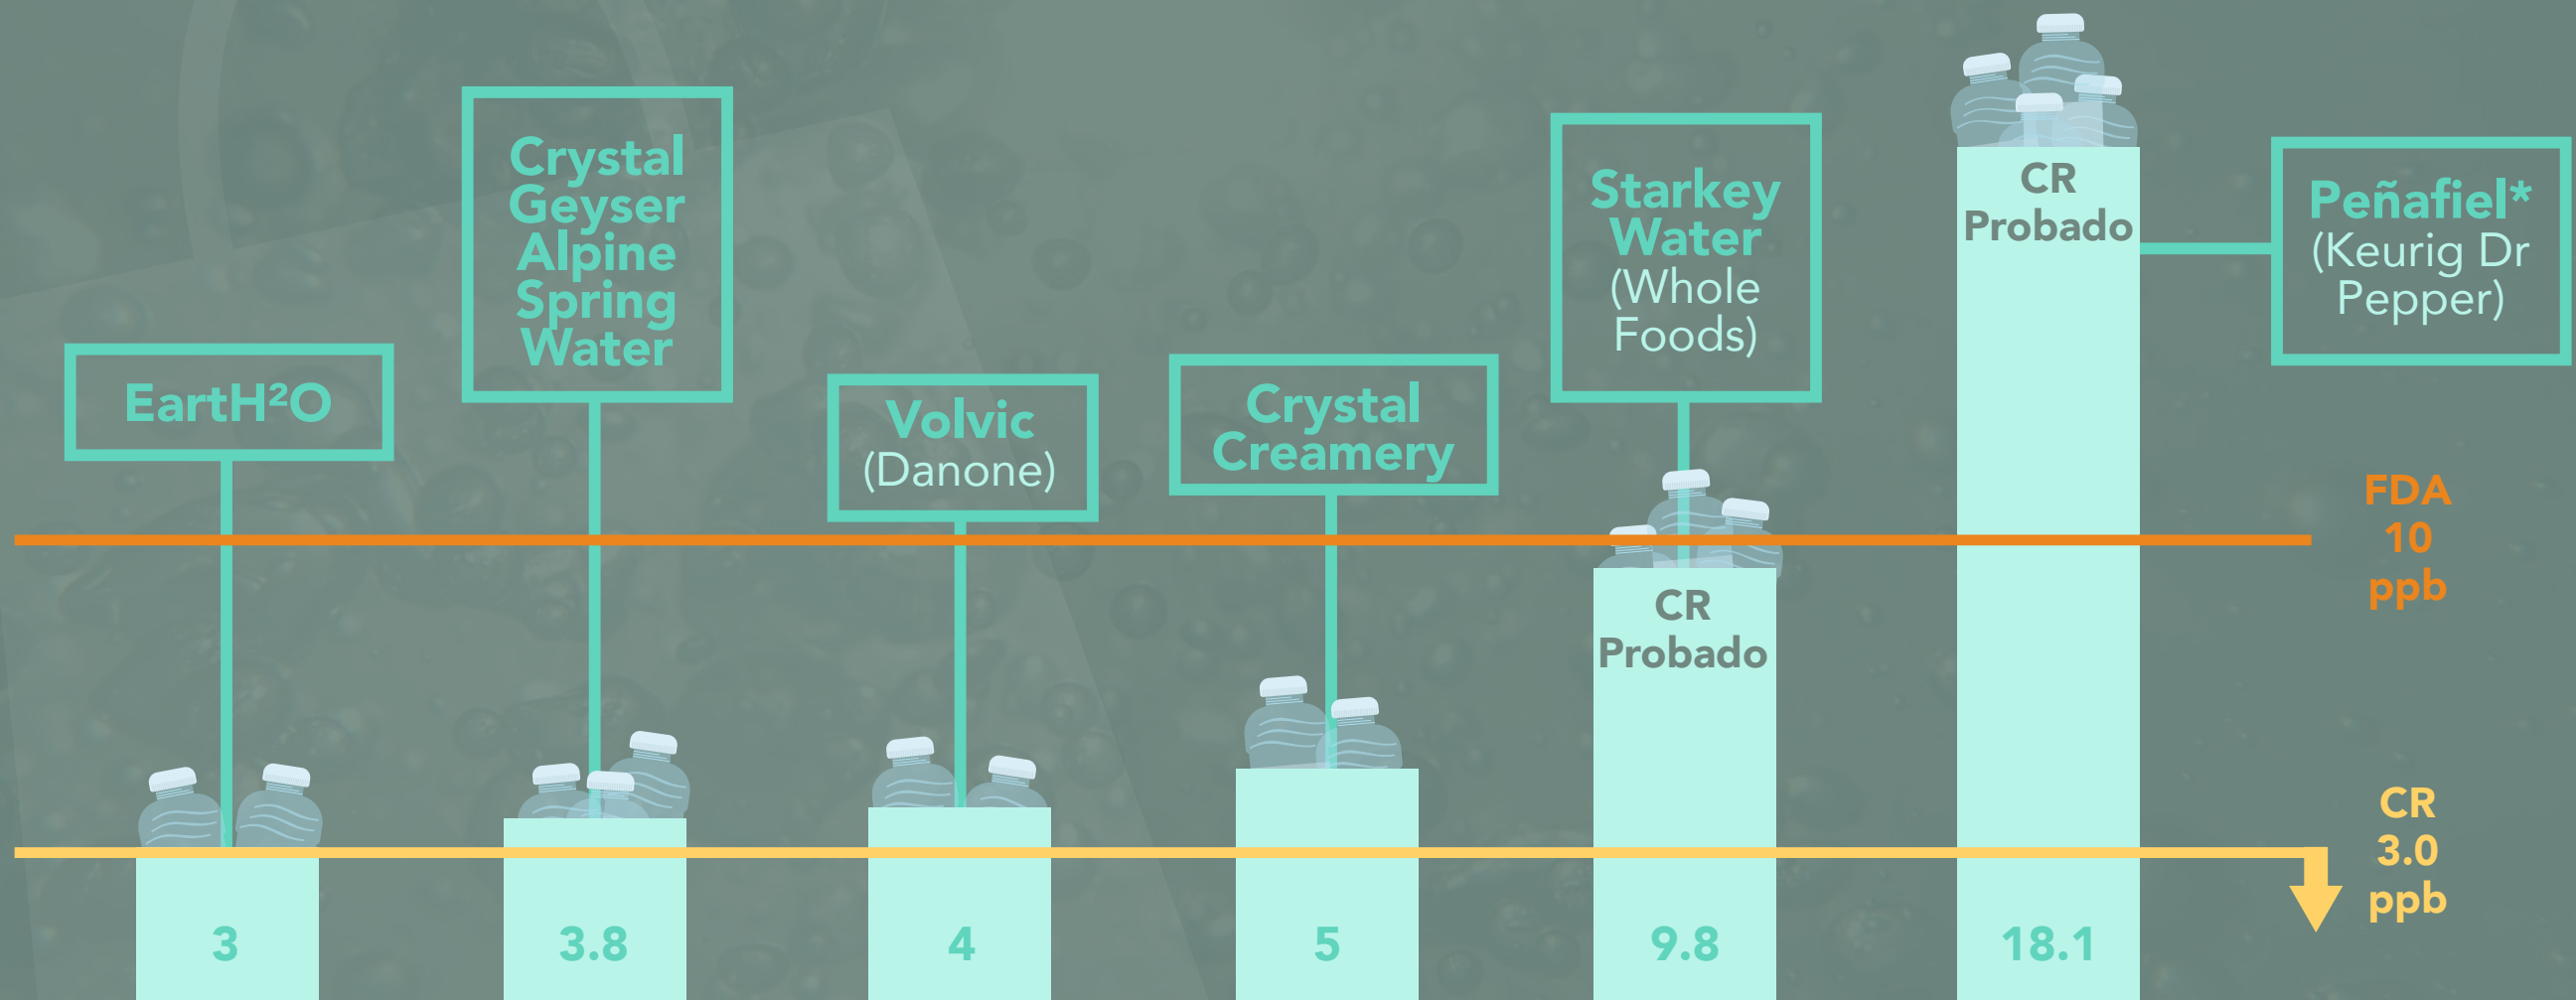 EartH²O
Crystal
Geyser
Alpine
Spring
Water
Volvic
(Danone)
Crystal
Creamery
Starkey
Water
(Whole
Foods)
CR
Probado
Peñafiel*
(Keurig Dr
Pepper)
FDA
10
ppb
CR
Probado
CR
3.0
ppb
3
3.8
4
5
9.8
18.1